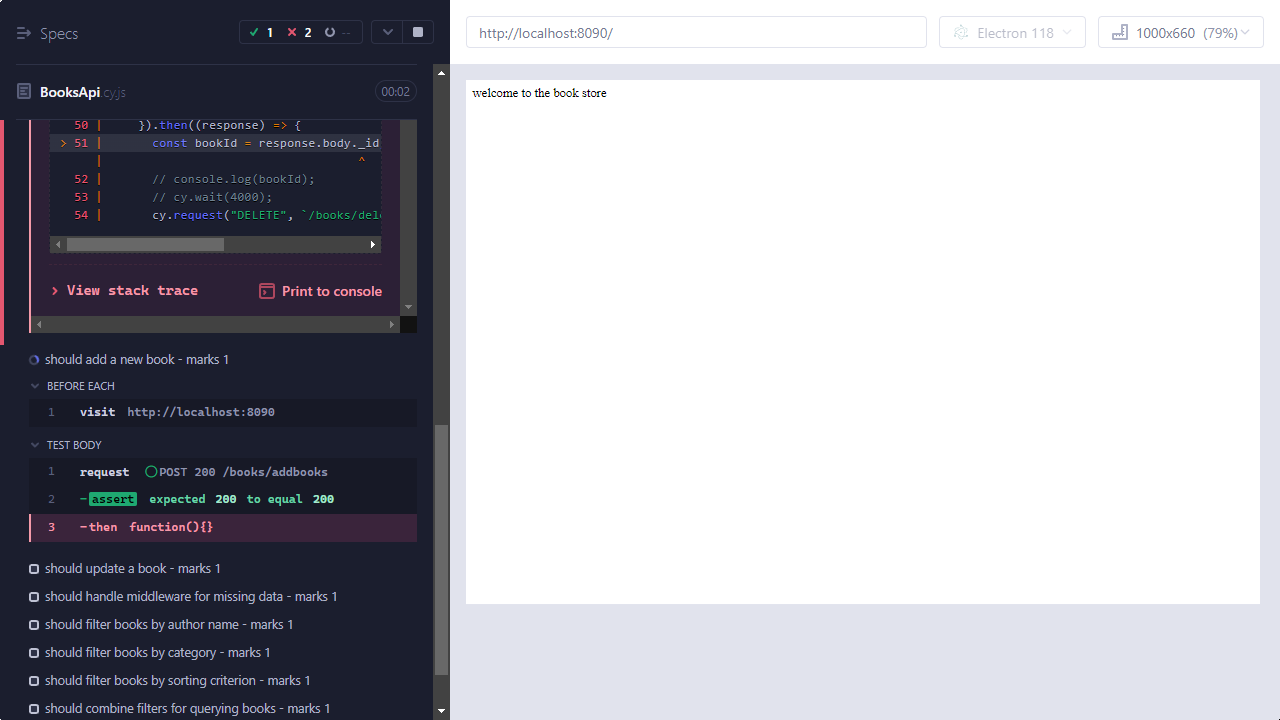 Specs
1 2 --
BooksApi.cy.js 00:02
50 | }).then((response) => {
> 51 | const bookId = response.body._id
| ^
52 | // console.log(bookId);
53 | // cy.wait(4000);
54 | cy.request("DELETE", `/books/del
> View stack trace
Print to console
should add a new book - marks 1
BEFORE EACH
1 visit http://localhost:8090
TEST BODY
1 request POST 200 /books/addbooks
2 -assert expected 200 to equal 200
3 -then function(){}
should update a book - marks 1
should handle middleware for missing data - marks 1
should filter books by author name - marks 1
should filter books by category - marks 1
should filter books by sorting criterion - marks 1
should combine filters for querying books - marks 1
http://localhost:8090/
Electron 118
1000x660 (79%)
welcome to the book store